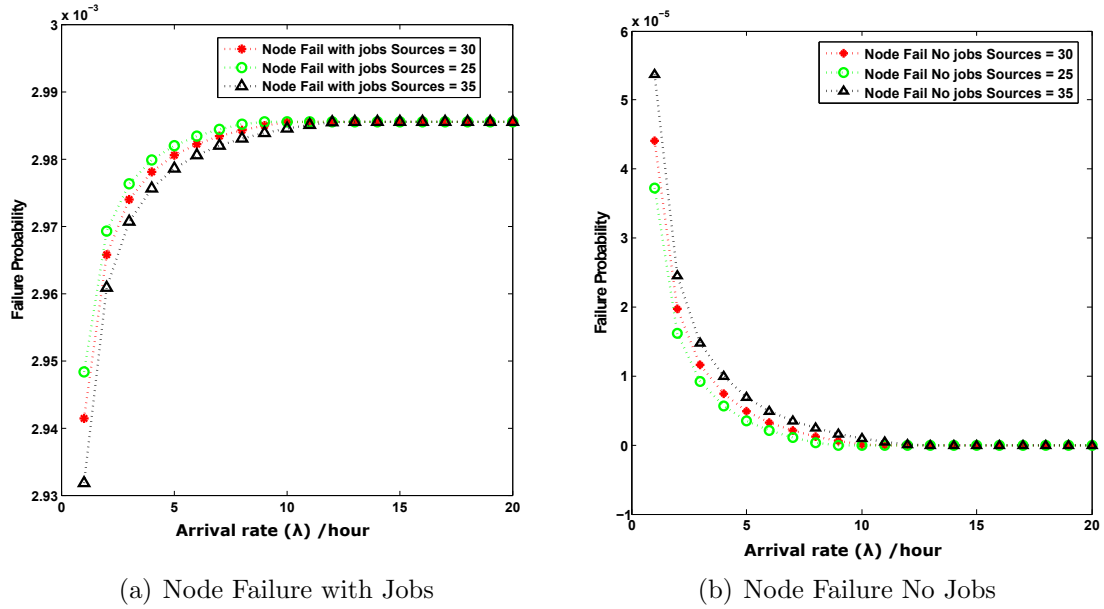 x 10⁻³
3
2.99
2.98
2.97
2.96
2.95
2.94
2.93
0 5 10 15 20
Failure Probability
Arrival rate (λ) /hour
Node Fail with jobs Sources = 30
Node Fail with jobs Sources = 25
Node Fail with jobs Sources = 35
(a) Node Failure with Jobs
x 10⁻⁵
6
5
4
3
2
1
0
−1
0 5 10 15 20
Failure Probability
Arrival rate (λ) /hour
Node Fail No jobs Sources = 30
Node Fail No jobs Sources = 25
Node Fail No jobs Sources = 35
(b) Node Failure No Jobs